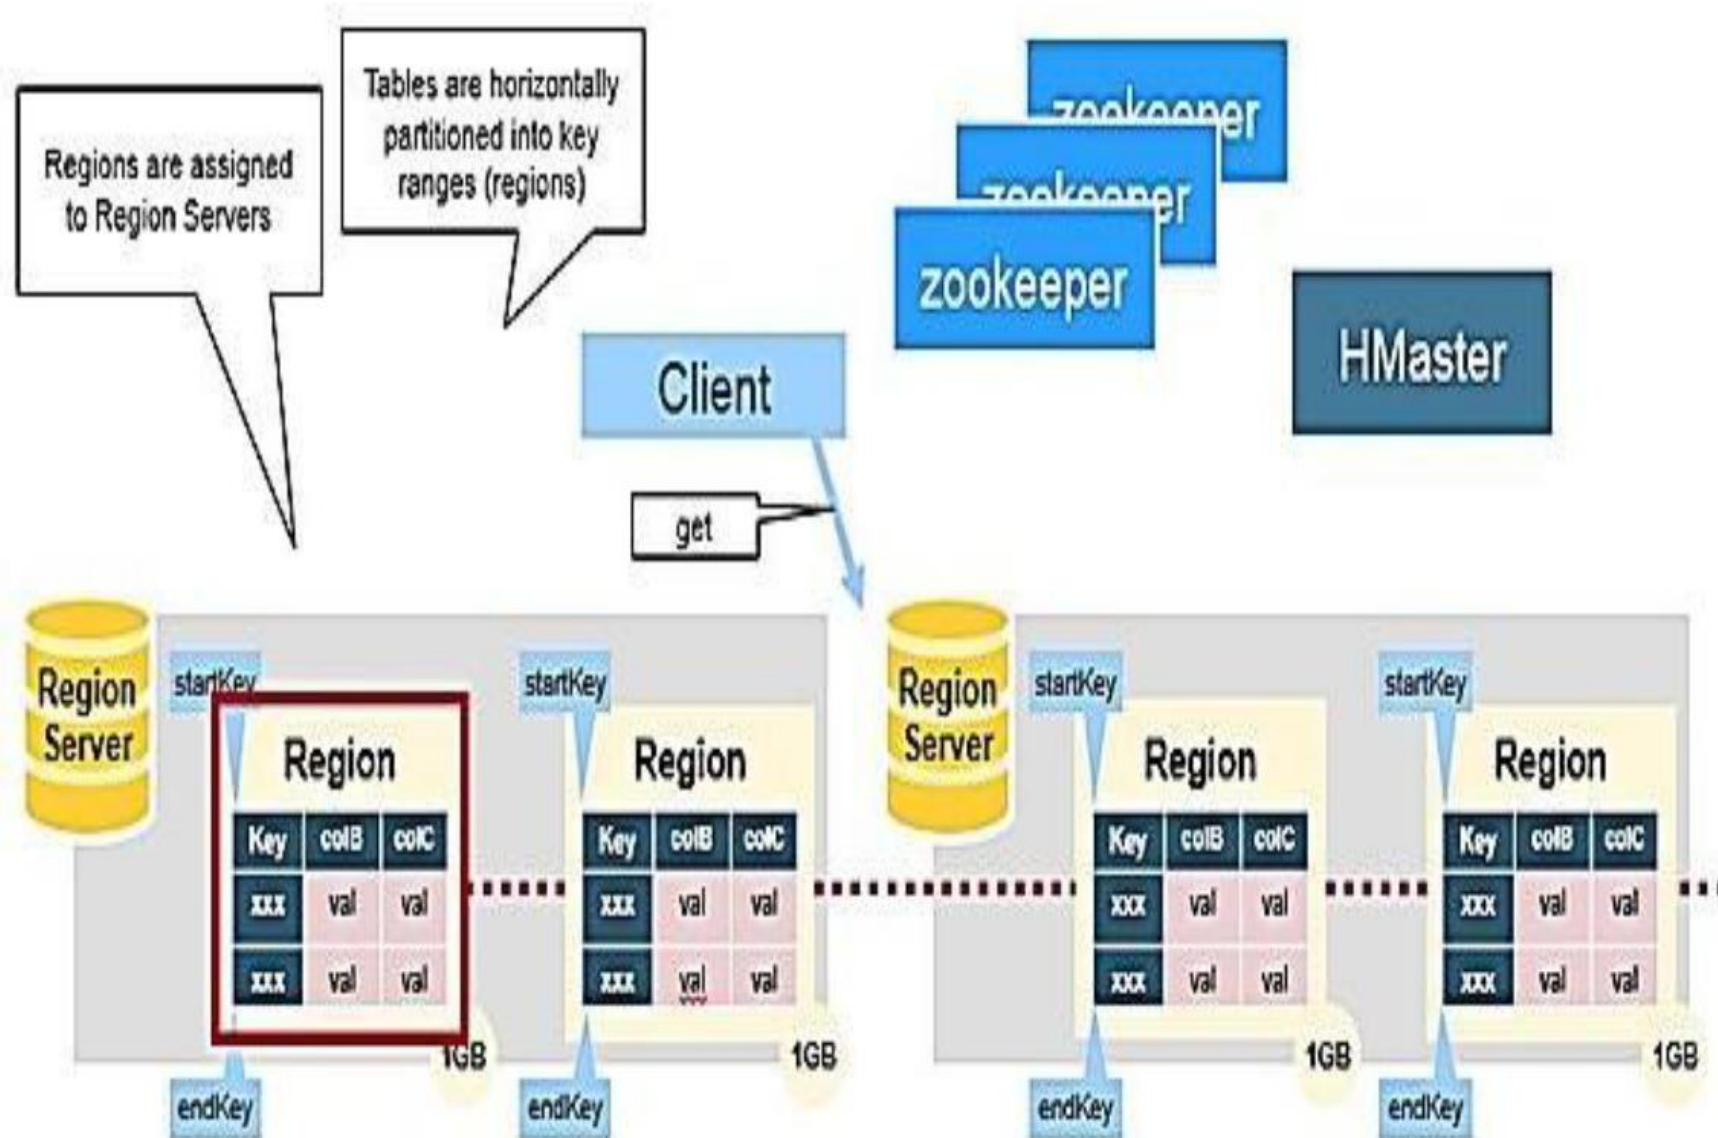 Regions are assigned
to Region Servers
Tables are horizontally
partitioned into key
ranges (regions)
zookeeper
zookeeper
zookeeper
HMaster
Client
get
Region
Server
startKey
Region
Key colB colC
xxx val val
xxx val val
1GB
endKey
startKey
Region
Key colB colC
xxx val val
xxx val val
1GB
endKey
Region
Server
startKey
Region
Key colB colC
xxx val val
xxx val val
1GB
endKey
startKey
Region
Key colB colC
xxx val val
xxx val val
1GB
endKey